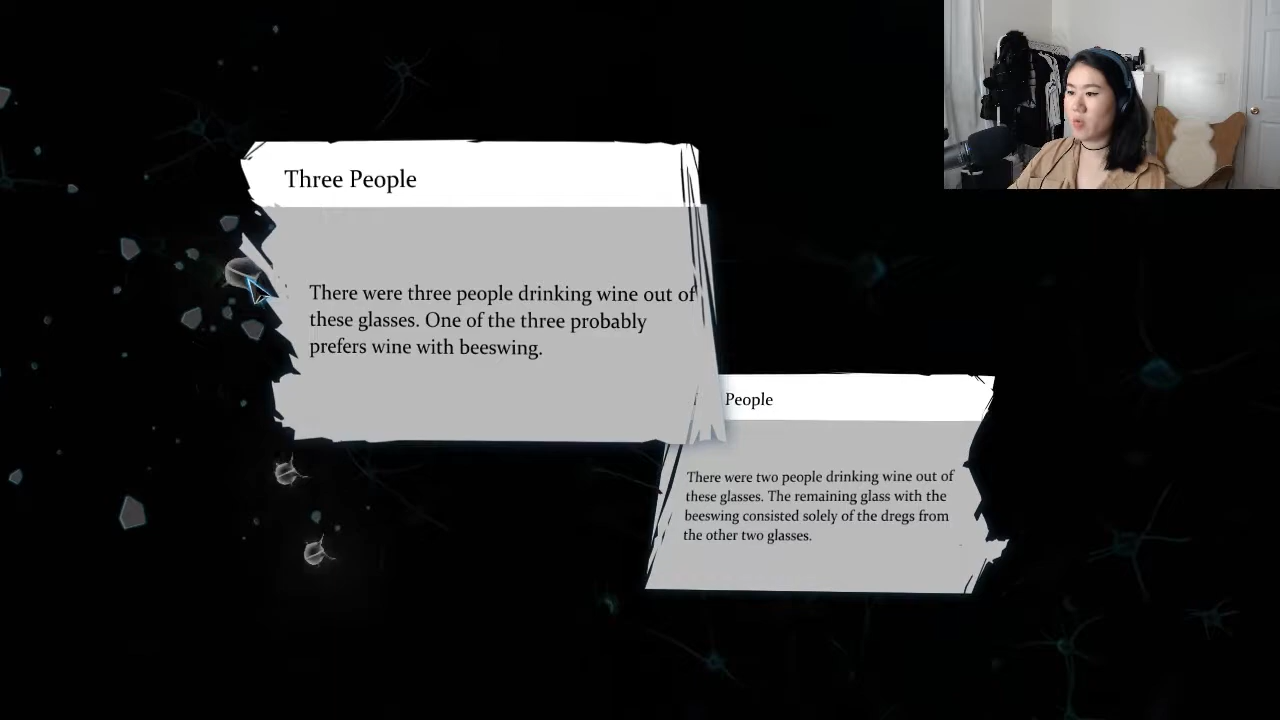 Three People
There were three people drinking wine out of
these glasses. One of the three probably
prefers wine with beeswing.
People
There were two people drinking wine out of
these glasses. The remaining glass with the
beeswing consisted solely of the dregs from
the other two glasses.